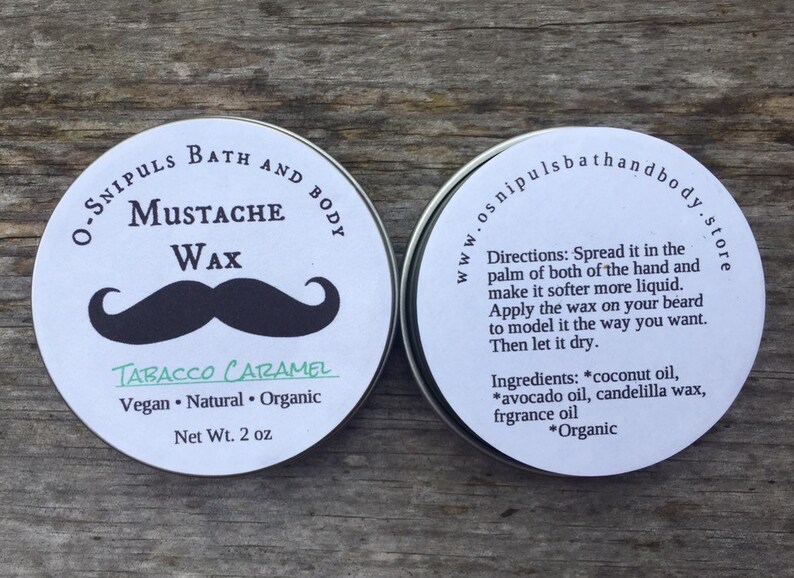 O-Snipuls Bath and body
Mustache
Wax
Tabacco Caramel
Vegan • Natural • Organic
Net Wt. 2 oz
www.osnipulsbathandbody.store
Directions: Spread it in the
palm of both of the hand and
make it softer more liquid.
Apply the wax on your beard
to model it the way you want.
Then let it dry.
Ingredients: *coconut oil,
*avocado oil, candelilla wax,
frgrance oil
*Organic